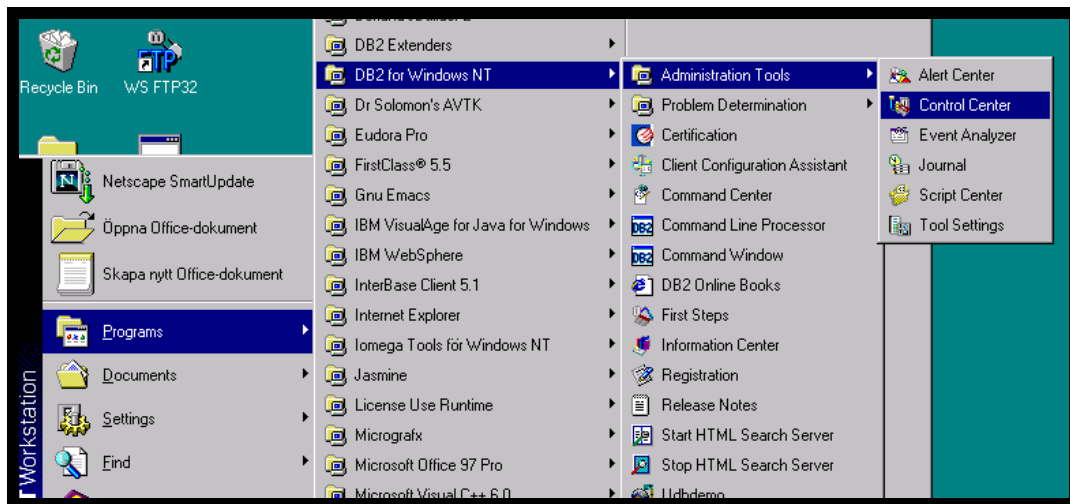 Recycle Bin
WS FTP32
Netscape SmartUpdate
Öppna Office-dokument
Skapa nytt Office-dokument
Programs
Documents
Settings
Find
Workstation
DB2 Extenders
DB2 for Windows NT
Dr Solomon's AVTK
Eudora Pro
FirstClass® 5.5
Gnu Emacs
IBM VisualAge for Java for Windows
IBM WebSphere
InterBase Client 5.1
Internet Explorer
Iomega Tools för Windows NT
Jasmine
License Use Runtime
Micrografx
Microsoft Office 97 Pro
Microsoft Visual C++ 6.0
Administration Tools
Problem Determination
Certification
Client Configuration Assistant
Command Center
Command Line Processor
Command Window
DB2 Online Books
First Steps
Information Center
Registration
Release Notes
Start HTML Search Server
Stop HTML Search Server
Udbdemo
Alert Center
Control Center
Event Analyzer
Journal
Script Center
Tool Settings